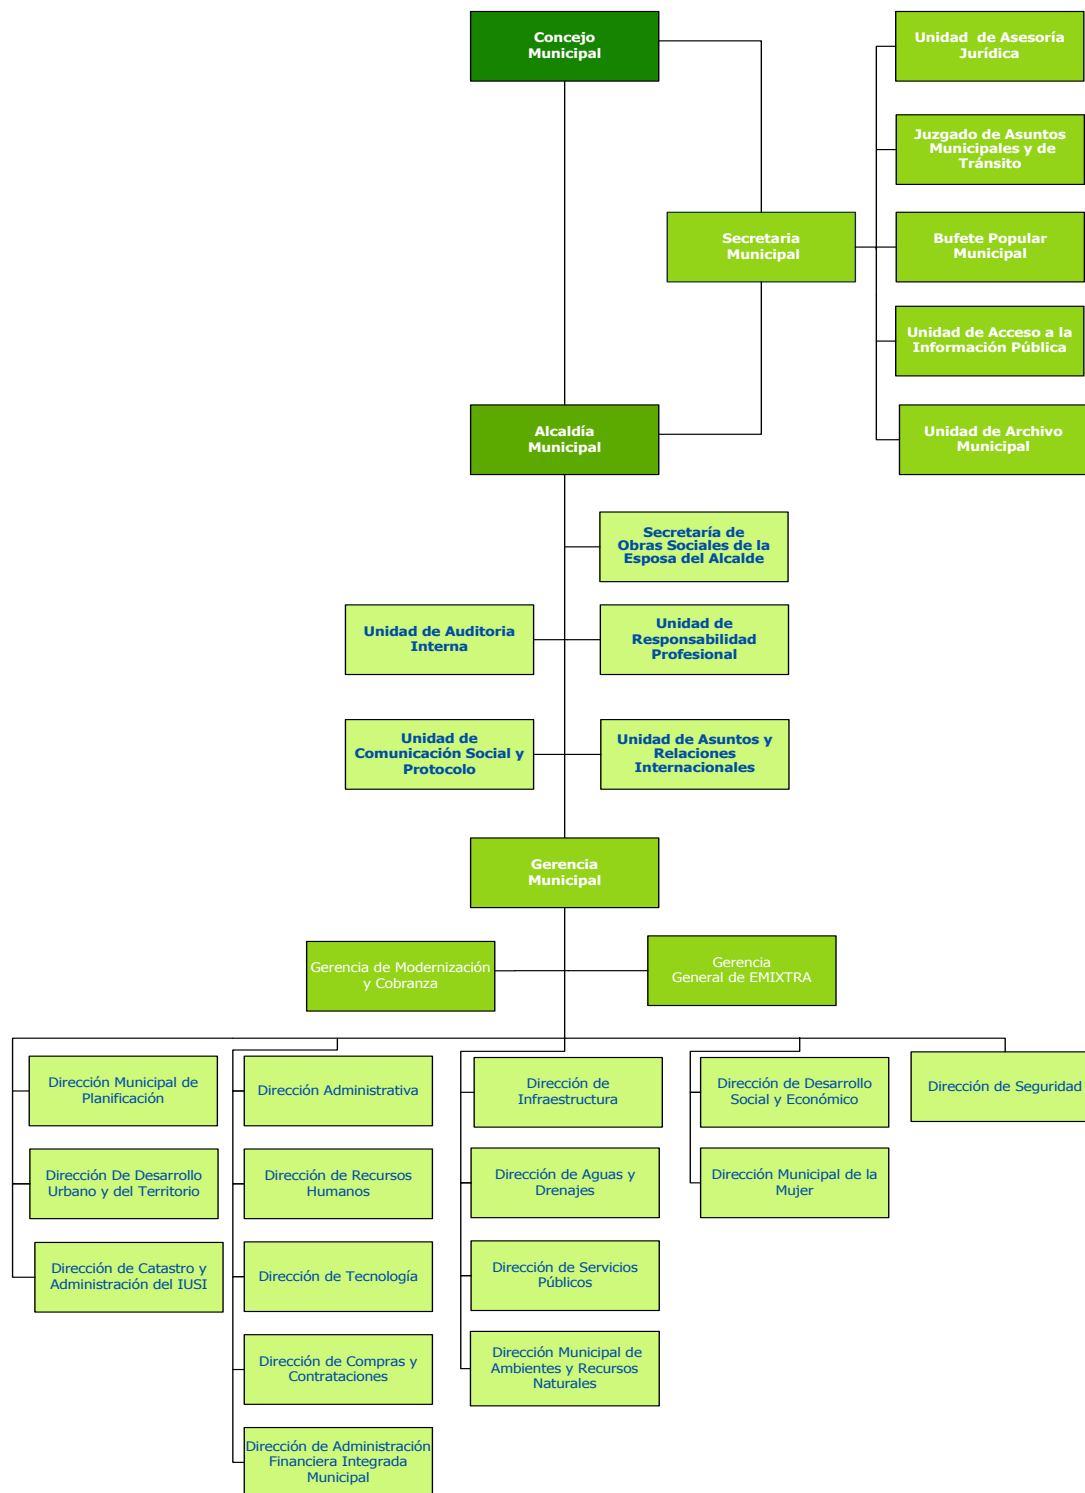 Concejo
Municipal
Unidad de Asesoría
Jurídica
Juzgado de Asuntos
Municipales y de
Tránsito
Secretaria
Municipal
Bufete Popular
Municipal
Unidad de Acceso a la
Información Pública
Alcaldía
Municipal
Unidad de Archivo
Municipal
Secretaría de
Obras Sociales de la
Esposa del Alcalde
Unidad de Auditoria
Interna
Unidad de
Responsabilidad
Profesional
Unidad de
Comunicación Social y
Protocolo
Unidad de Asuntos y
Relaciones
Internacionales
Gerencia
Municipal
Gerencia de Modernización
y Cobranza
Gerencia
General de EMIXTRA
Dirección Municipal de
Planificación
Dirección Administrativa
Dirección de
Infraestructura
Dirección de Desarrollo
Social y Económico
Dirección de Seguridad
Dirección De Desarrollo
Urbano y del Territorio
Dirección de Recursos
Humanos
Dirección de Aguas y
Drenajes
Dirección Municipal de la
Mujer
Dirección de Catastro y
Administración del IUSI
Dirección de Tecnología
Dirección de Servicios
Públicos
Dirección de Compras y
Contrataciones
Dirección Municipal de
Ambientes y Recursos
Naturales
Dirección de Administración
Financiera Integrada
Municipal